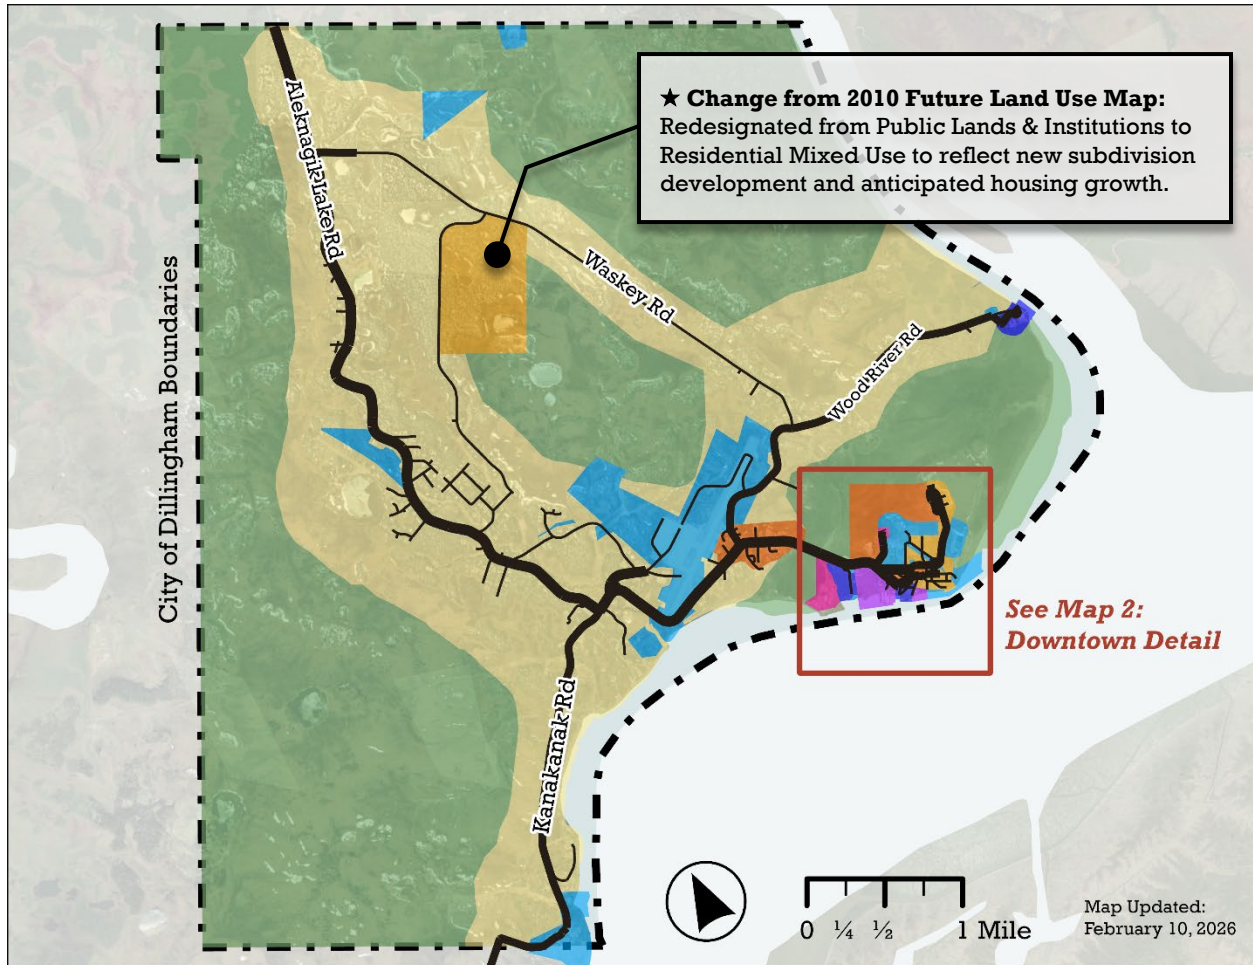 ★ Change from 2010 Future Land Use Map:
Redesignated from Public Lands & Institutions to
Residential Mixed Use to reflect new subdivision
development and anticipated housing growth.
Aleknagik Lake Rd
Waskey Rd
Wood River Rd
City of Dillingham Boundaries
See Map 2:
Downtown Detail
Kanakanak Rd
0 ¼ ½ 1 Mile
Map Updated:
February 10, 2026